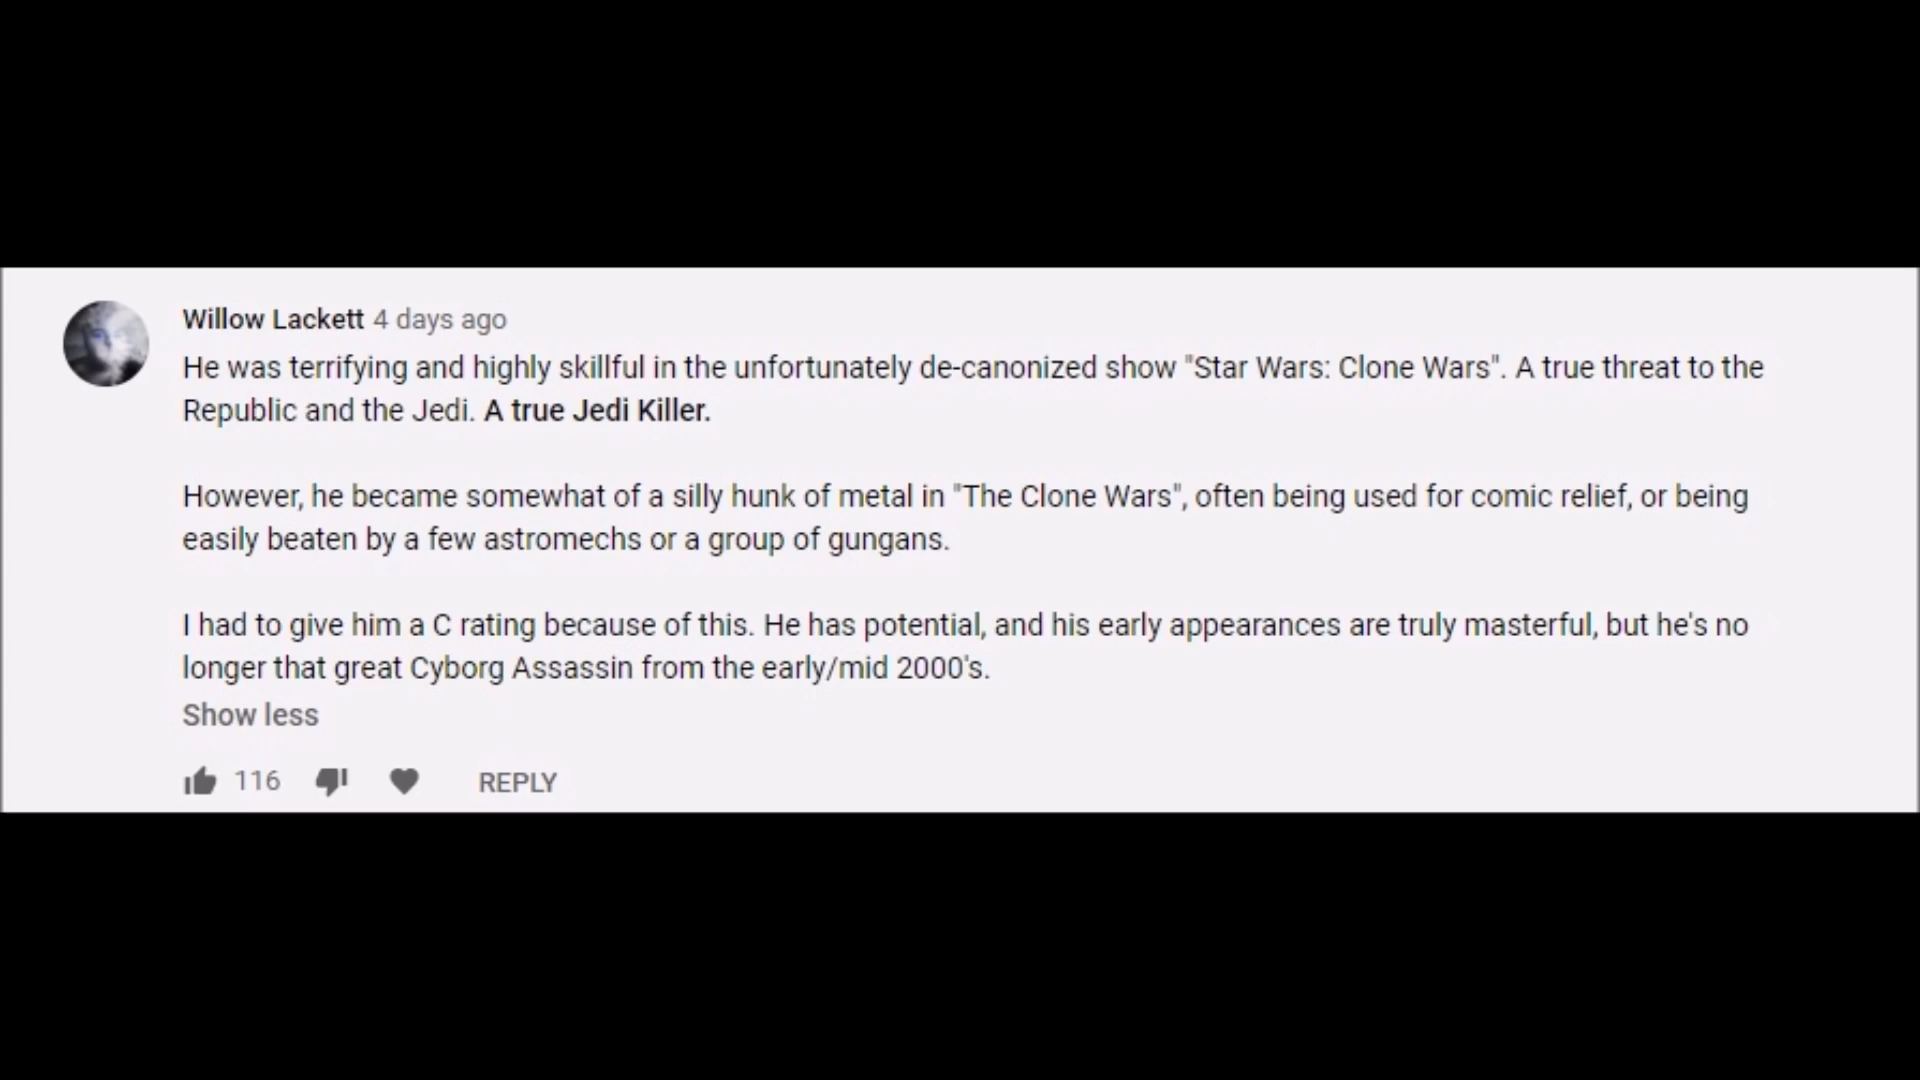 Willow Lackett 4 days ago
He was terrifying and highly skillful in the unfortunately de-canonized show "Star Wars: Clone Wars". A true threat to the
Republic and the Jedi. A true Jedi Killer.
However, he became somewhat of a silly hunk of metal in "The Clone Wars", often being used for comic relief, or being
easily beaten by a few astromechs or a group of gungans.
I had to give him a C rating because of this. He has potential, and his early appearances are truly masterful, but he's no
longer that great Cyborg Assassin from the early/mid 2000's.
Show less
116 REPLY